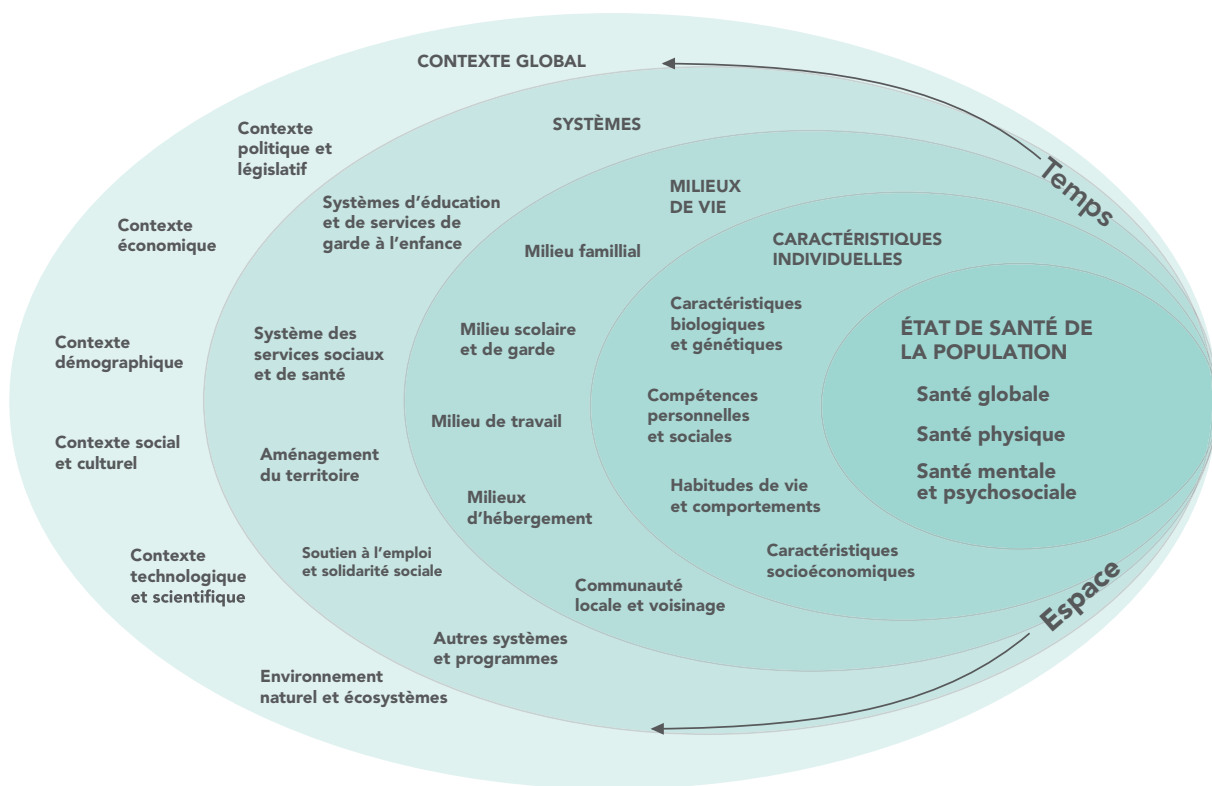 CONTEXTE GLOBAL
Contexte
politique et
législatif
Contexte
économique
Contexte
démographique
Contexte social
et culturel
Contexte
technologique
et scientifique
Environnement
naturel et écosystèmes
SYSTÈMES
Systèmes d'éducation
et de services de
garde à l'enfance
Système des
services sociaux
et de santé
Aménagement
du territoire
Soutien à l'emploi
et solidarité sociale
Autres systèmes
et programmes
MILIEUX
DE VIE
Milieu famillial
Milieu scolaire
et de garde
Milieu de travail
Milieux
d'hébergement
Communauté
locale et voisinage
CARACTÉRISTIQUES
INDIVIDUELLES
Caractéristiques
biologiques
et génétiques
Compétences
personnelles
et sociales
Habitudes de vie
et comportements
Caractéristiques
socioéconomiques
ÉTAT DE SANTÉ DE
LA POPULATION
Santé globale
Santé physique
Santé mentale
et psychosociale
Temps
Espace